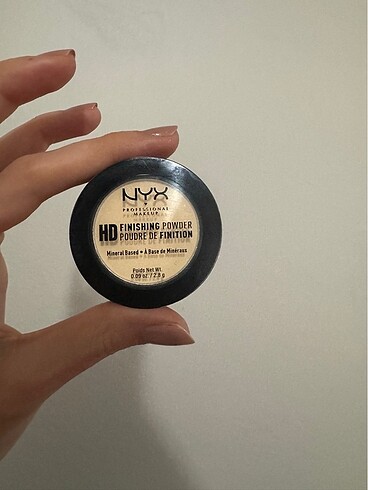 NYX
PROFESSIONAL
MAKEUP
HD FINISHING POWDER
POUDRE DE FINITION
Mineral Based • À Base de Minéraux
Poids Net Wt.
0.09 oz. / 2.8 g